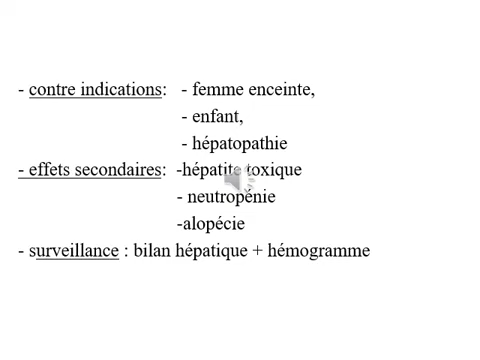 - contre indications: - femme enceinte,
- enfant,
- hépatopathie
- effets secondaires: -hépatite toxique
- neutropénie
-alopécie
- surveillance : bilan hépatique + hémogramme